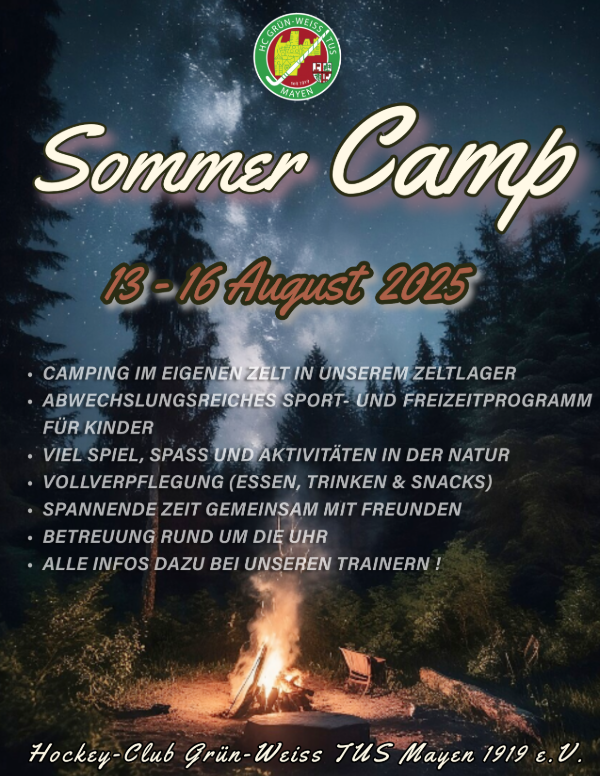 HC GRÜN-WEISS TUS
SEIT 1919
MAYEN
Sommer Camp
13 - 16 August 2025
• CAMPING IM EIGENEN ZELT IN UNSEREM ZELTLAGER
• ABWECHSLUNGSREICHES SPORT- UND FREIZEITPROGRAMM
FÜR KINDER
• VIEL SPIEL, SPASS UND AKTIVITÄTEN IN DER NATUR
• VOLLVERPFLEGUNG (ESSEN, TRINKEN & SNACKS)
• SPANNENDE ZEIT GEMEINSAM MIT FREUNDEN
• BETREUUNG RUND UM DIE UHR
• ALLE INFOS DAZU BEI UNSEREN TRAINERN !
Hockey-Club Grün-Weiss TUS Mayen 1919 e.V.